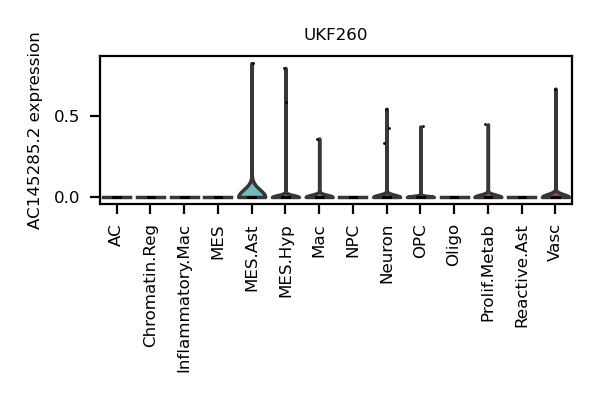 UKF260
AC145285.2 expression
0.5
0.0
AC
Chromatin.Reg
Inflammatory.Mac
MES
MES.Ast
MES.Hyp
Mac
NPC
Neuron
OPC
Oligo
Prolif.Metab
Reactive.Ast
Vasc